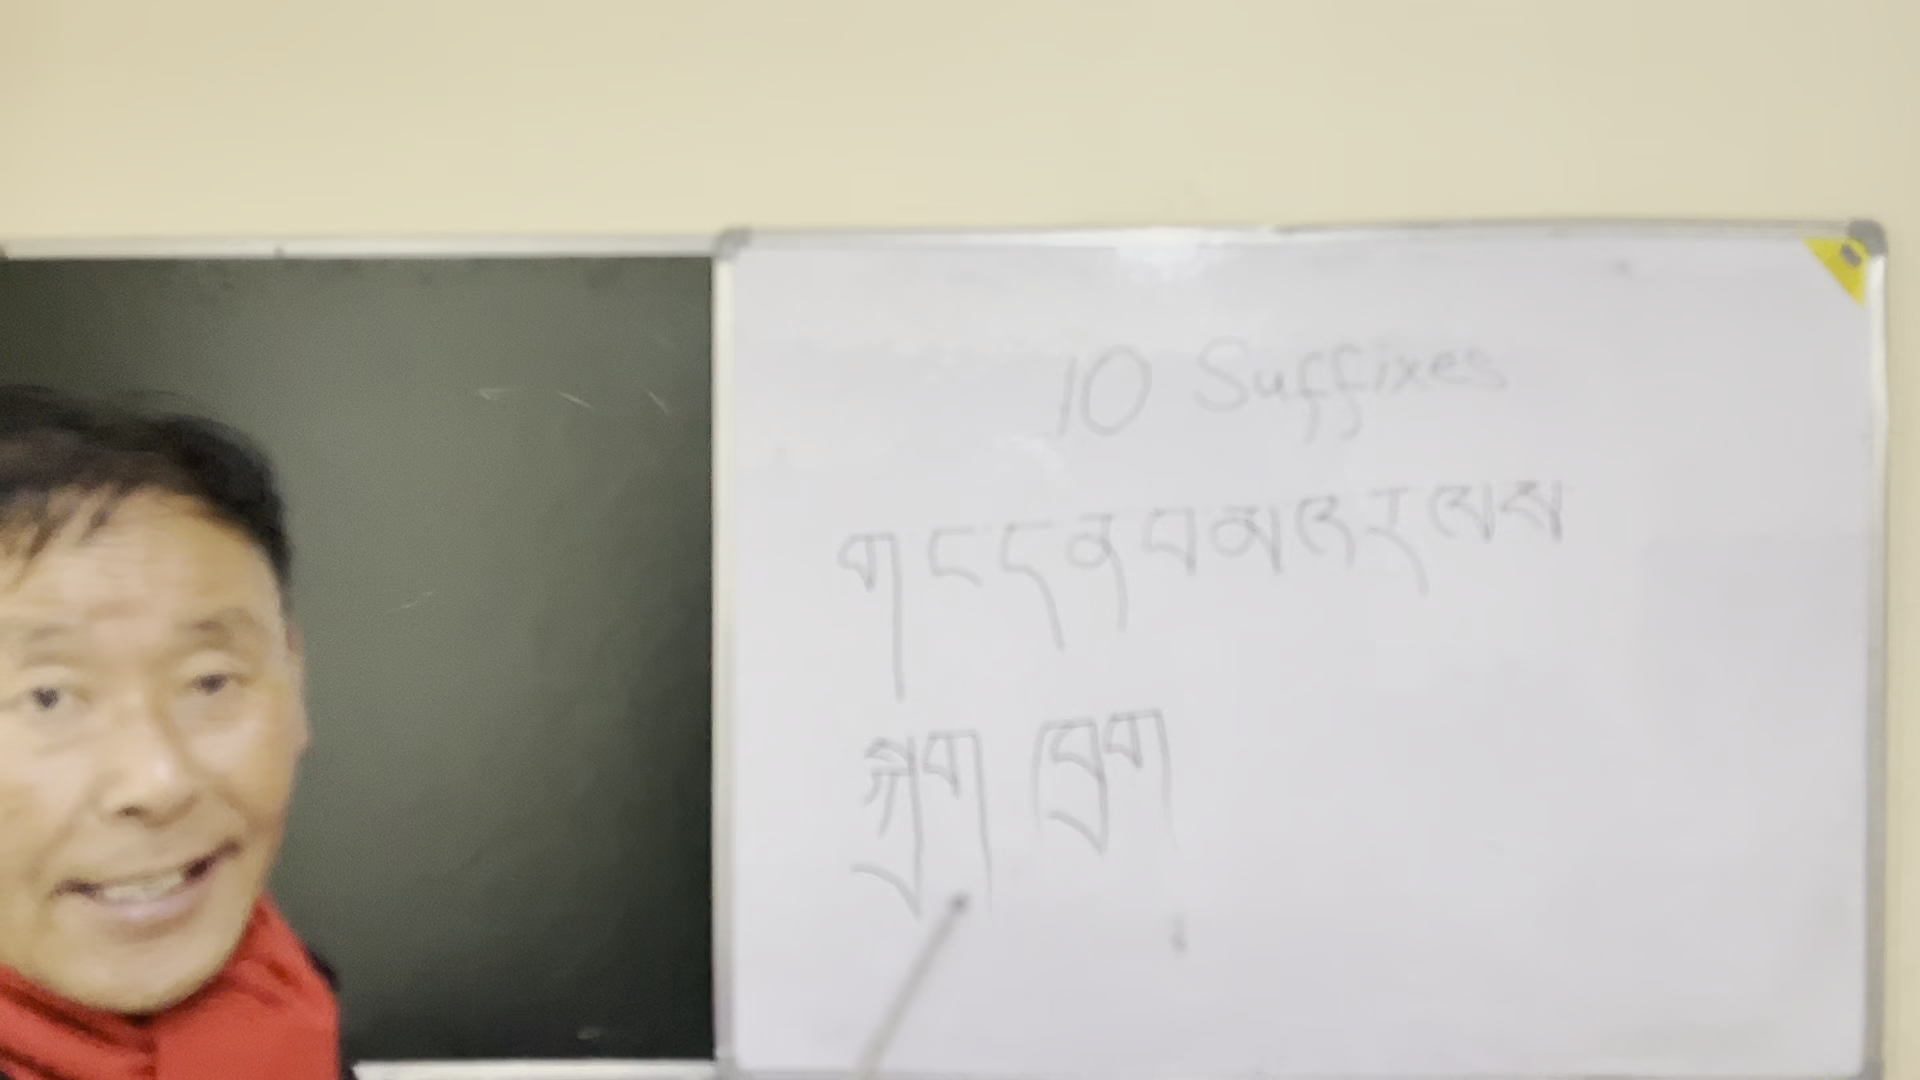 10 Suffixes
ག ང ད ན བ མ འ ར ལ ས
སྐྲག ཁྲག